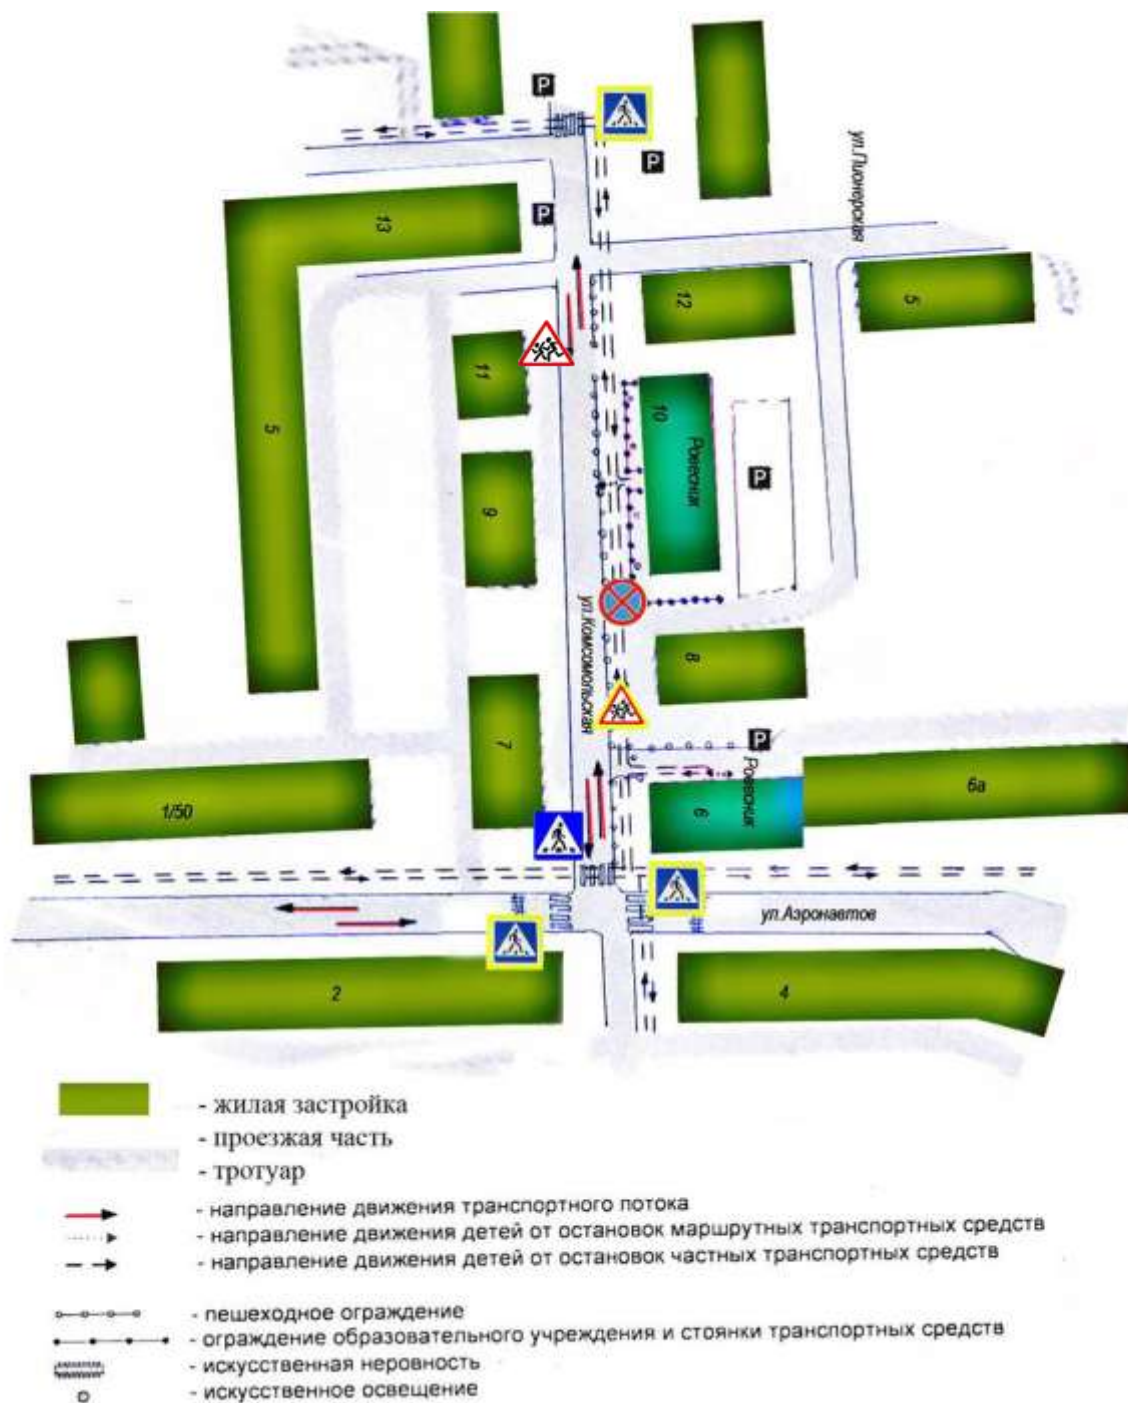 P
P
P
ул.Пионерская
13
12
5
11
5
10
Ровесник
P
9
ул.Комсомольская
8
7
P
Ровесник
6
6а
1/50
ул.Аэронавтов
2
4
- жилая застройка
- проезжая часть
- тротуар
- направление движения транспортного потока
- направление движения детей от остановок маршрутных транспортных средств
- направление движения детей от остановок частных транспортных средств
- пешеходное ограждение
- ограждение образовательного учреждения и стоянки транспортных средств
- искусственная неровность
- искусственное освещение